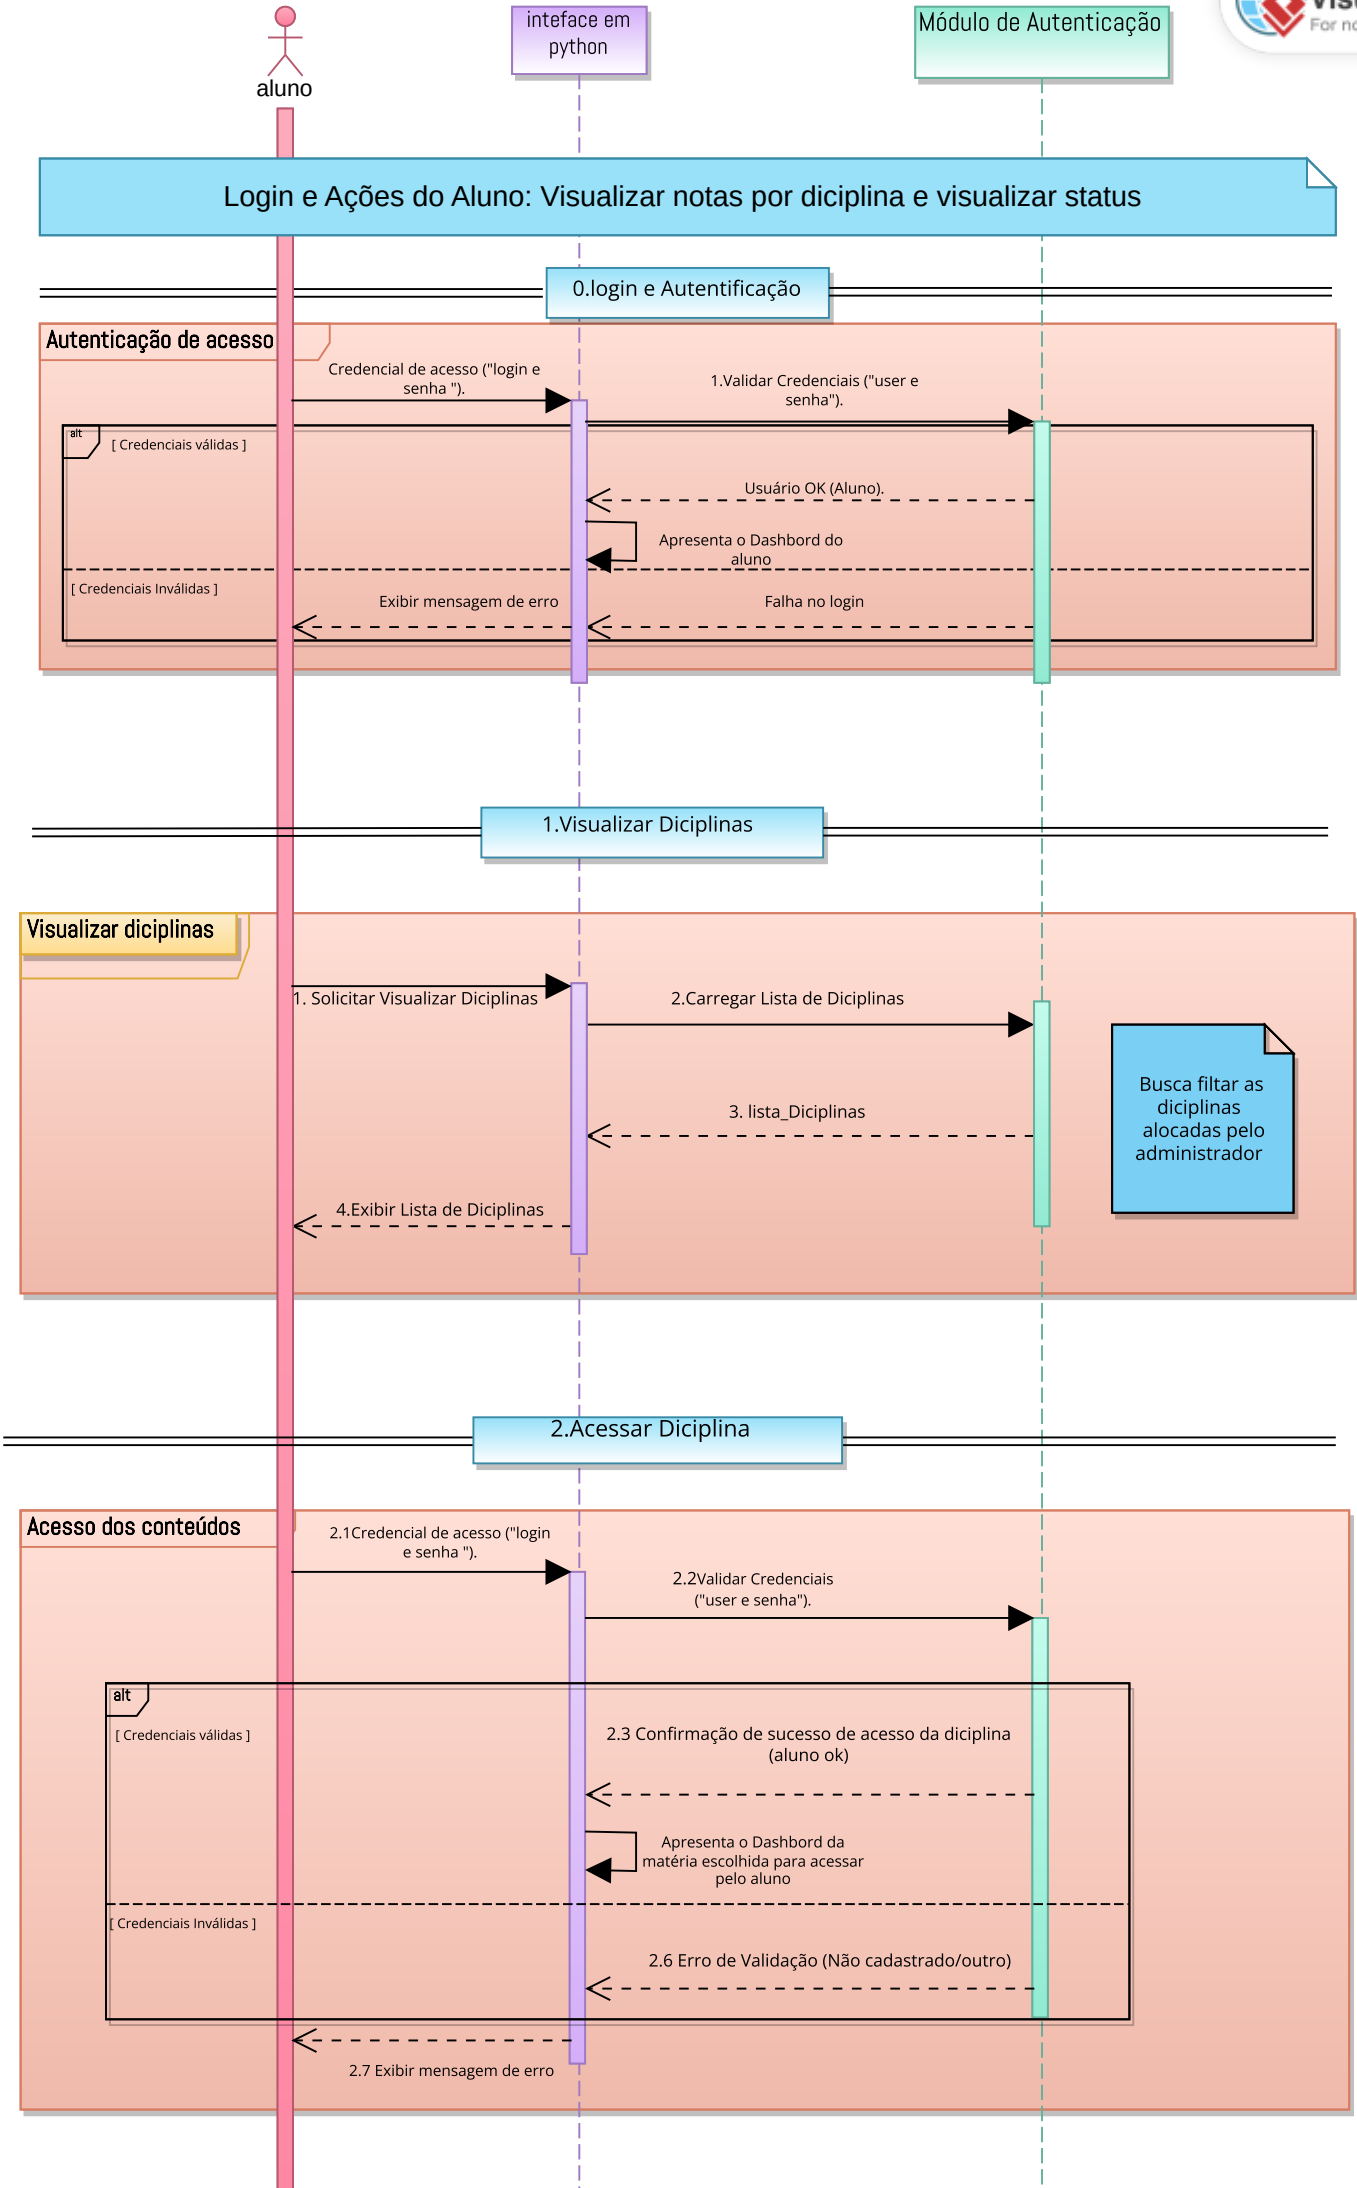 inteface em
python
Módulo de Autenticação
For
aluno
Login e Ações do Aluno: Visualizar notas por diciplina e visualizar status
0.login e Autentificação
Autenticação de acesso
Credencial de acesso ("login e
senha ").
1.Validar Credenciais ("user e
senha").
alt
[ Credenciais válidas ]
Usuário OK (Aluno).
Apresenta o Dashbord do
aluno
[ Credenciais Inválidas ]
Exibir mensagem de erro
Falha no login
1.Visualizar Diciplinas
Visualizar diciplinas
1. Solicitar Visualizar Diciplinas
2.Carregar Lista de Diciplinas
Busca filtar as
diciplinas
alocadas pelo
administrador
3. lista_Diciplinas
4.Exibir Lista de Diciplinas
2.Acessar Diciplina
Acesso dos conteúdos
2.1Credencial de acesso ("login
e senha ").
2.2Validar Credenciais
("user e senha").
alt
[ Credenciais válidas ]
2.3 Confirmação de sucesso de acesso da diciplina
(aluno ok)
Apresenta o Dashbord da
matéria escolhida para acessar
pelo aluno
[ Credenciais Inválidas ]
2.6 Erro de Validação (Não cadastrado/outro)
2.7 Exibir mensagem de erro